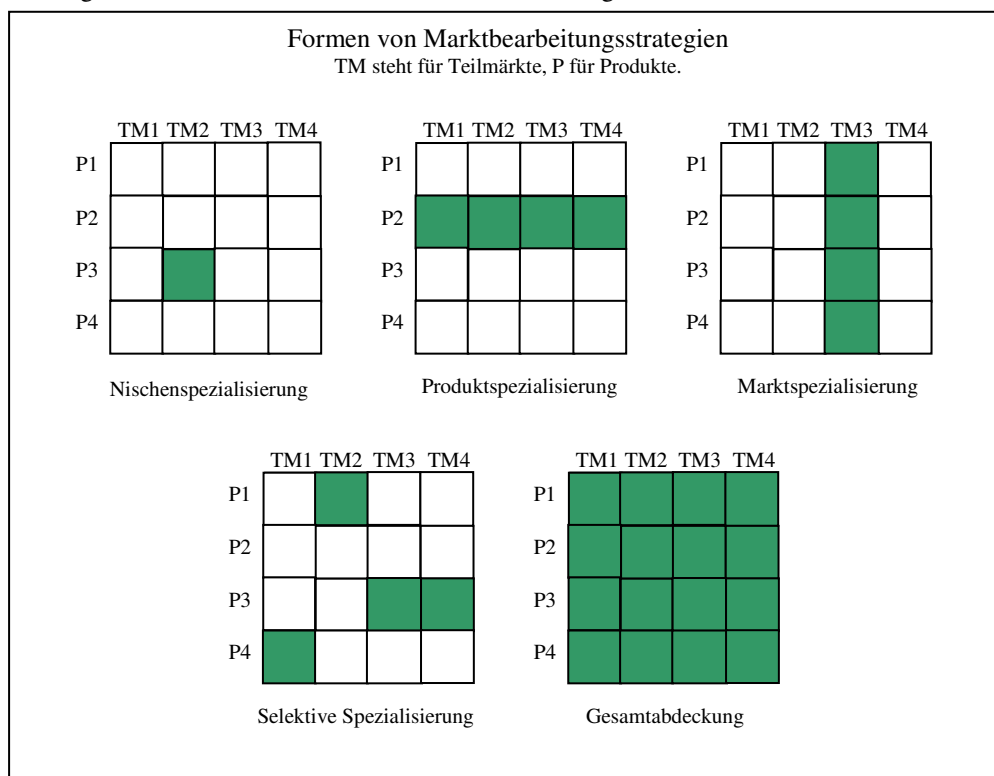 Formen von Marktbearbeitungsstrategien
TM steht für Teilmärkte, P für Produkte.
TM1 TM2 TM3 TM4
P1
P2
P3
P4
Nischenspezialisierung
TM1 TM2 TM3 TM4
P1
P2
P3
P4
Produktspezialisierung
TM1 TM2 TM3 TM4
P1
P2
P3
P4
Marktspezialisierung
TM1 TM2 TM3 TM4
P1
P2
P3
P4
Selektive Spezialisierung
TM1 TM2 TM3 TM4
P1
P2
P3
P4
Gesamtabdeckung